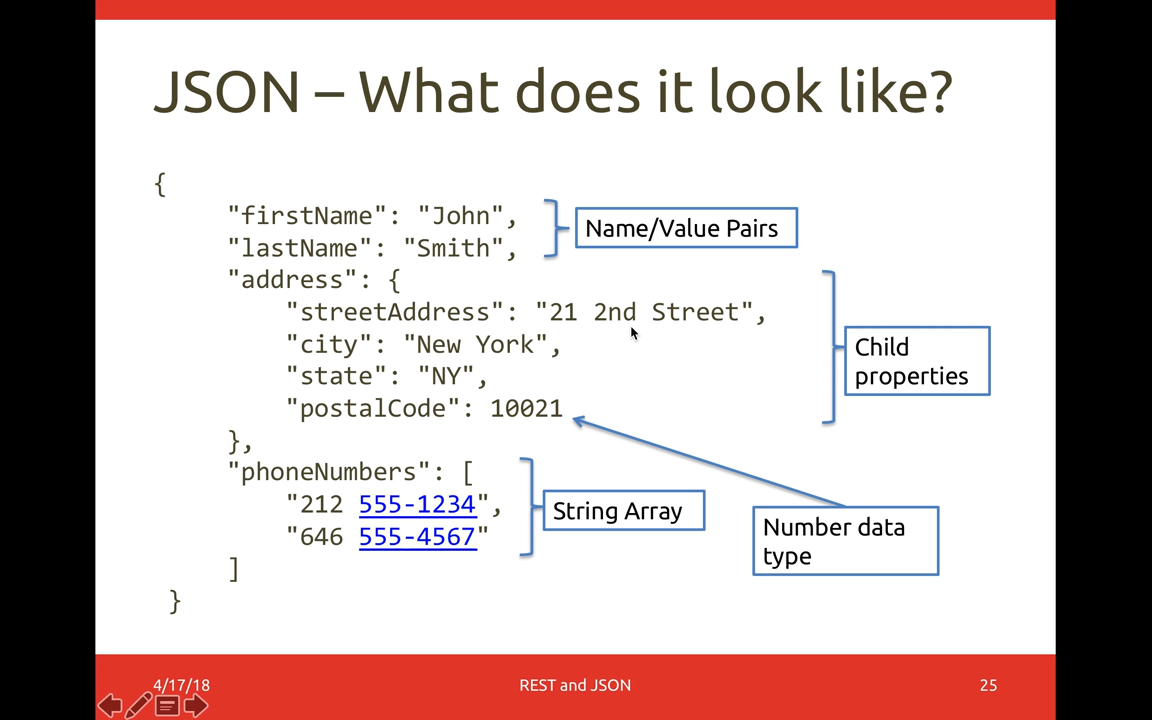 JSON – What does it look like?
{
"firstName": "John",
"lastName": "Smith",
Name/Value Pairs
"address": {
"streetAddress": "21 2nd Street",
"city": "New York",
"state": "NY",
"postalCode": 10021
Child
properties
},
"phoneNumbers": [
"212 555-1234",
"646 555-4567"
String Array
Number data
type
]
}
4/17/18
REST and JSON
25